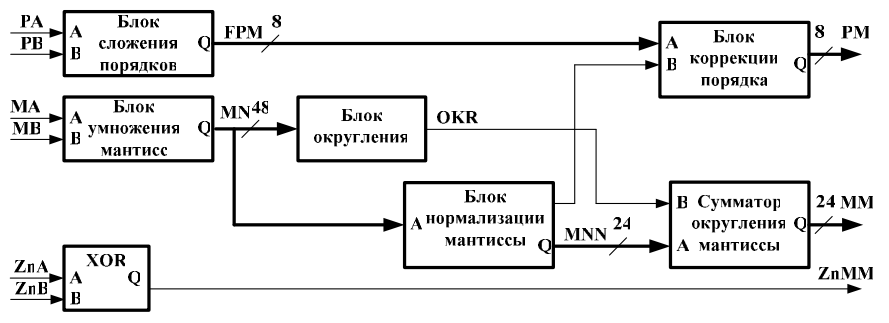 PA
PB
A
B
Блок
сложения
порядков
Q
FPM
8
A
B
Блок
коррекции
порядка
Q
8
PM
MA
MB
A
B
Блок
умножения
мантисс
Q
MN
48
Блок
округления
OKR
A
Блок
нормализации
мантиссы
Q
MNN
24
B
A
Сумматор
округления
мантиссы
Q
24
MM
ZnA
ZnB
A
B
XOR
Q
ZnMM